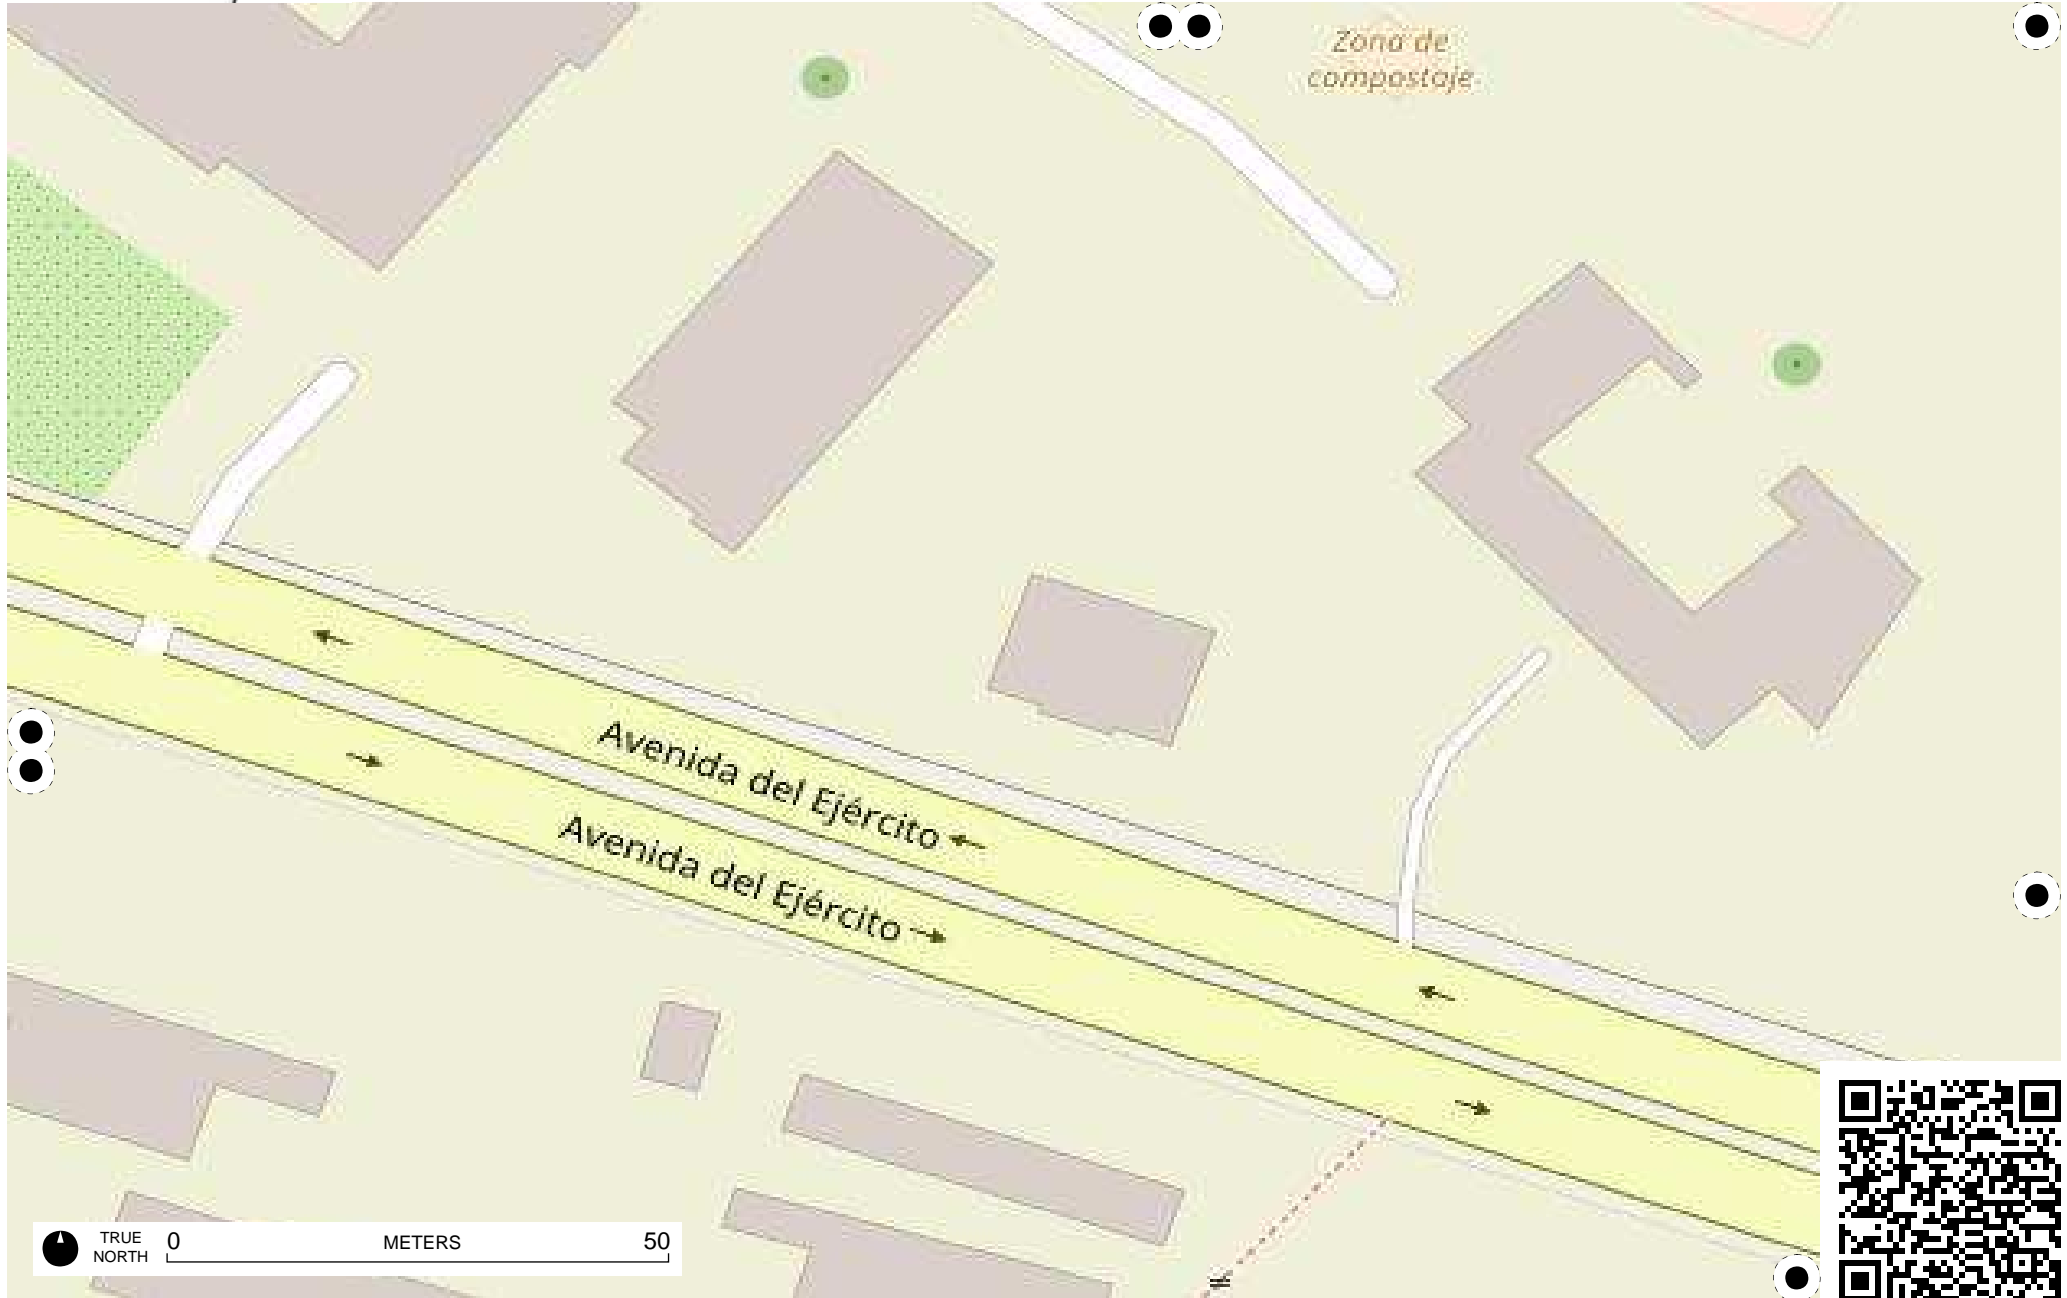 Zona de
compostaje
Avenida del Ejército
Avenida del Ejército
TRUE
NORTH
0 METERS 50